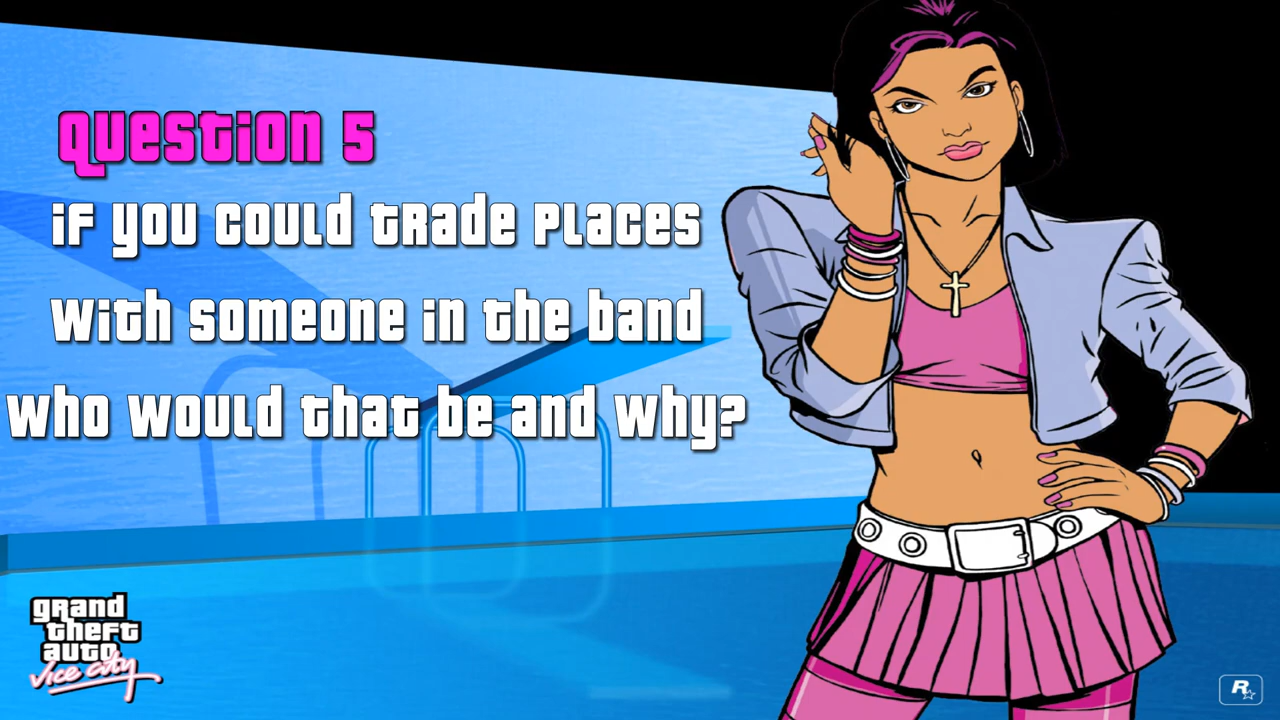 Question 5
if you could trade places
with someone in the band
who would that be and why?
grand
theft
auto
vice city
R